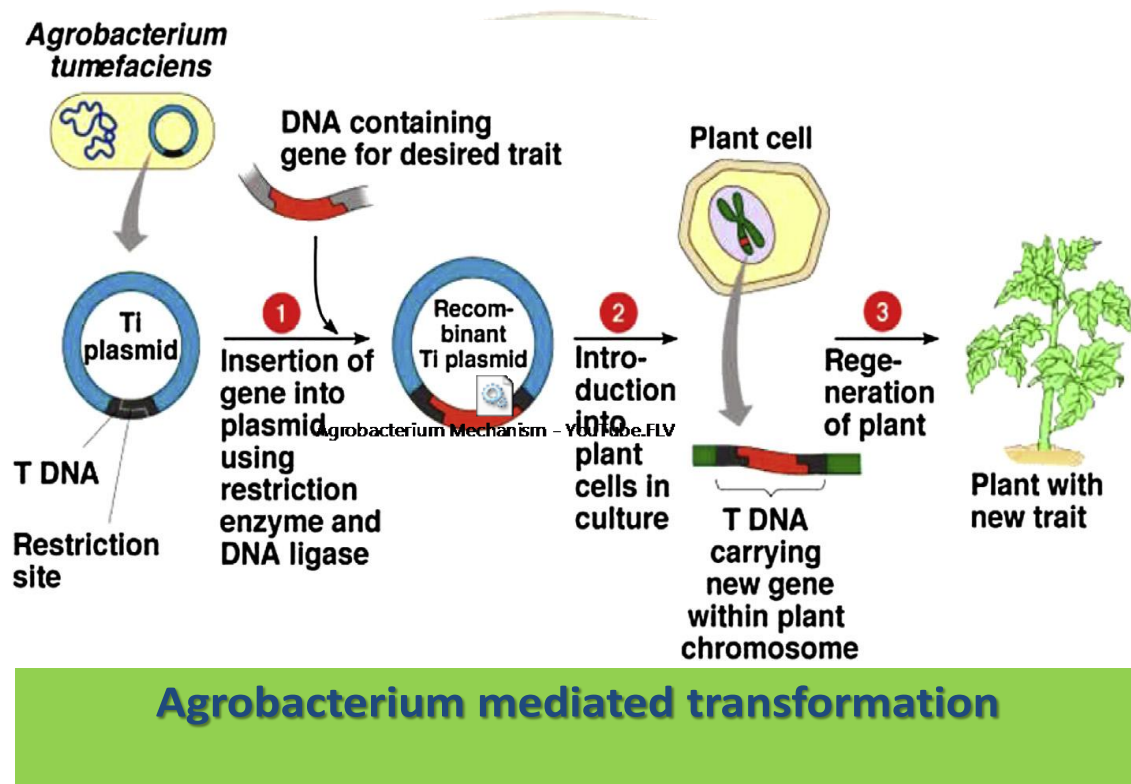 Agrobacterium
tumefaciens
DNA containing
gene for desired trait
Plant cell
Ti
plasmid
1
Insertion of
gene into
plasmid
using
restriction
enzyme and
DNA ligase
Recom-
binant
Ti plasmid
Agrobacterium Mechanism - YouTube.FLV
2
Intro-
duction
into
plant
cells in
culture
3
Rege-
neration
of plant
T DNA
Restriction
site
T DNA
carrying
new gene
within plant
chromosome
Plant with
new trait
Agrobacterium mediated transformation